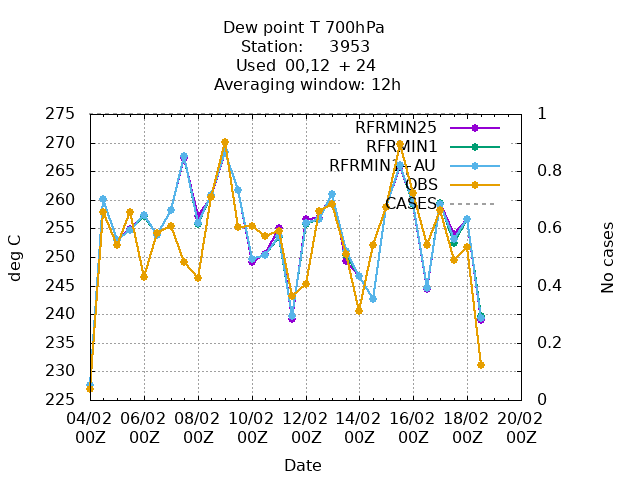 Dew point T 700hPa
Station: 3953
Used 00,12 + 24
Averaging window: 12h
275 1
270
265 0.8
260
255 0.6
250
245 0.4
240
235 0.2
230
225 0
RFRMIN25
RFRMIN1
RFRMIN1-AU
OBS
CASES
deg C
No cases
04/02 06/02 08/02 10/02 12/02 14/02 16/02 18/02 20/02
00Z 00Z 00Z 00Z 00Z 00Z 00Z 00Z 00Z
Date